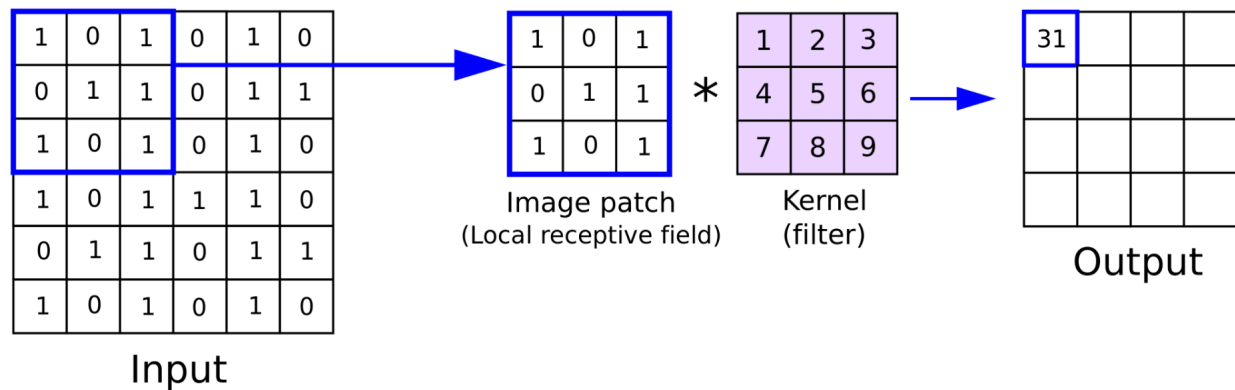 1 0 1 0 1 0
0 1 1 0 1 1
1 0 1 0 1 0
1 0 1 1 1 0
0 1 1 0 1 1
1 0 1 0 1 0
Input
1 0 1
0 1 1
1 0 1
Image patch
(Local receptive field)
*
1 2 3
4 5 6
7 8 9
Kernel
(filter)
31
Output